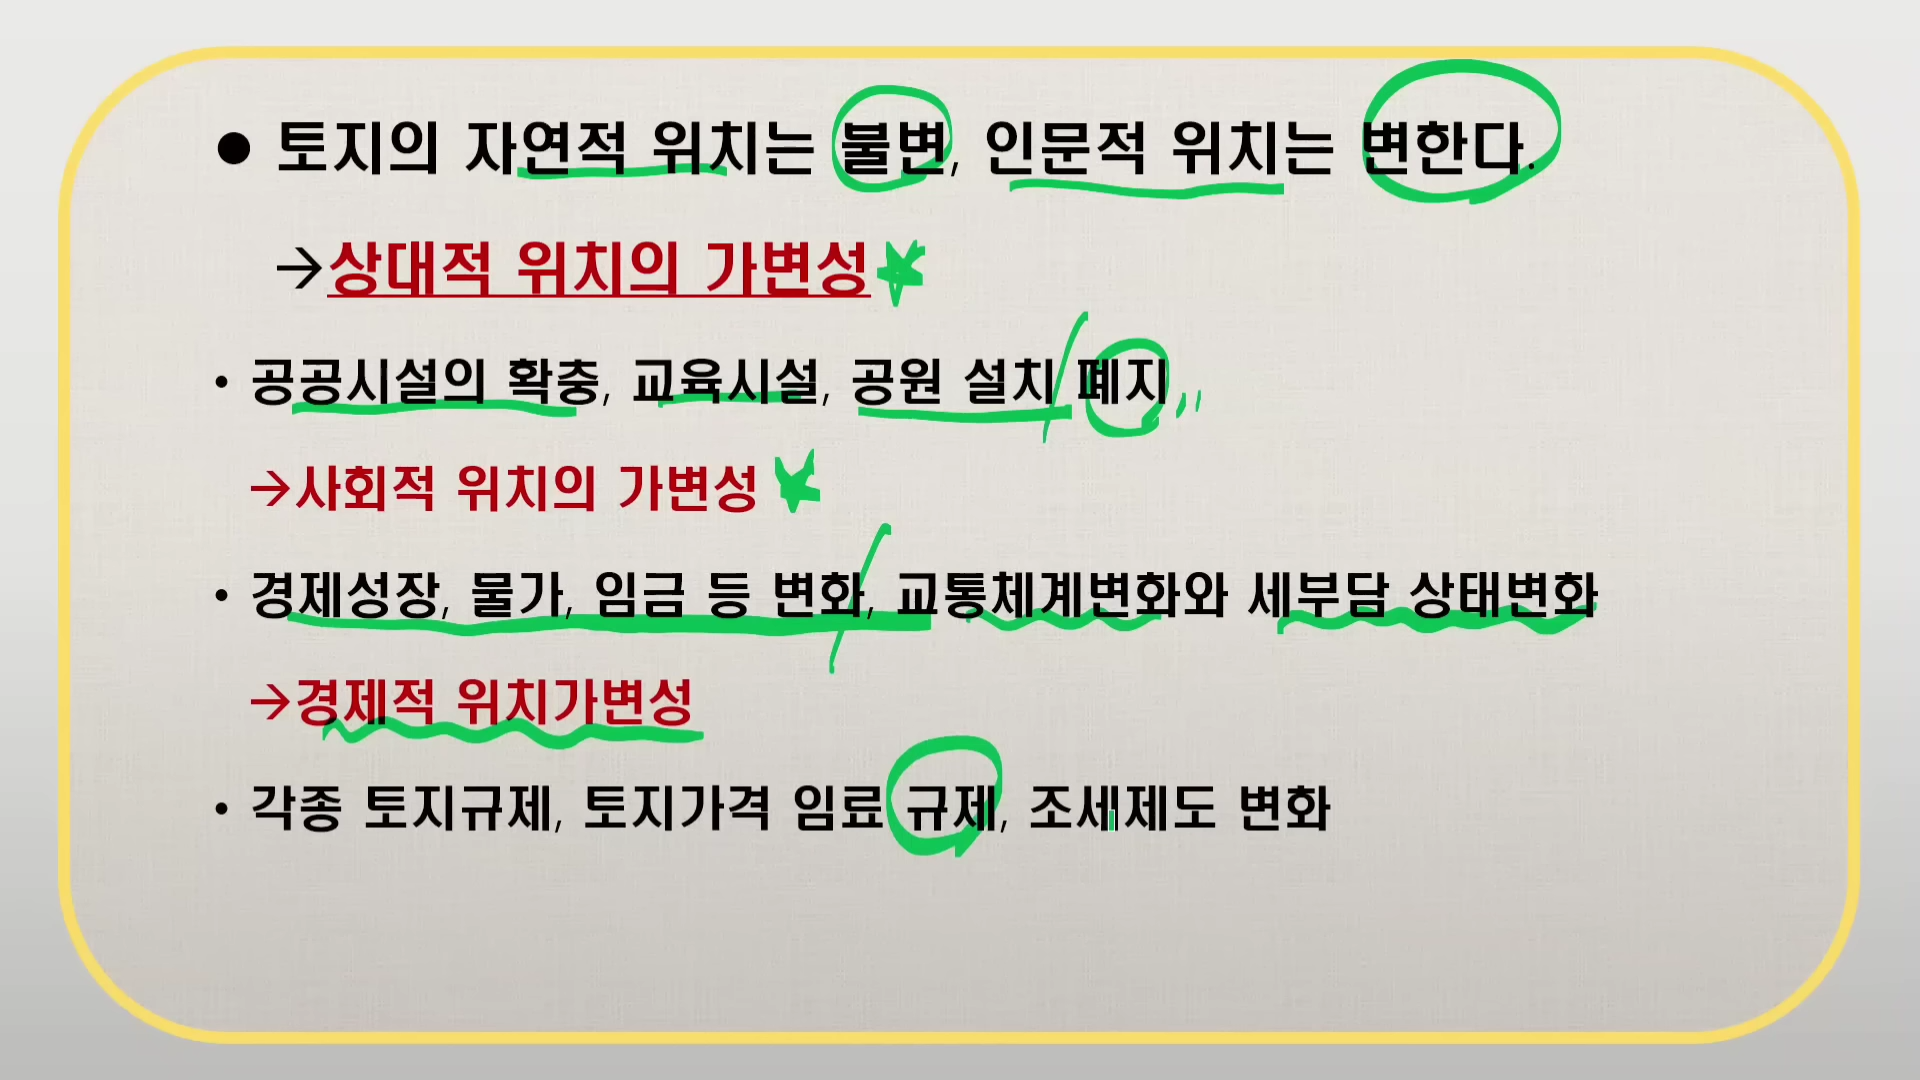 ● 토지의 자연적 위치는 불변, 인문적 위치는 변한다.
→상대적 위치의 가변성
• 공공시설의 확충, 교육시설, 공원 설치 폐지
→사회적 위치의 가변성
• 경제성장, 물가, 임금 등 변화, 교통체계변화와 세부담 상태변화
→경제적 위치가변성
• 각종 토지규제, 토지가격 임료 규제, 조세제도 변화